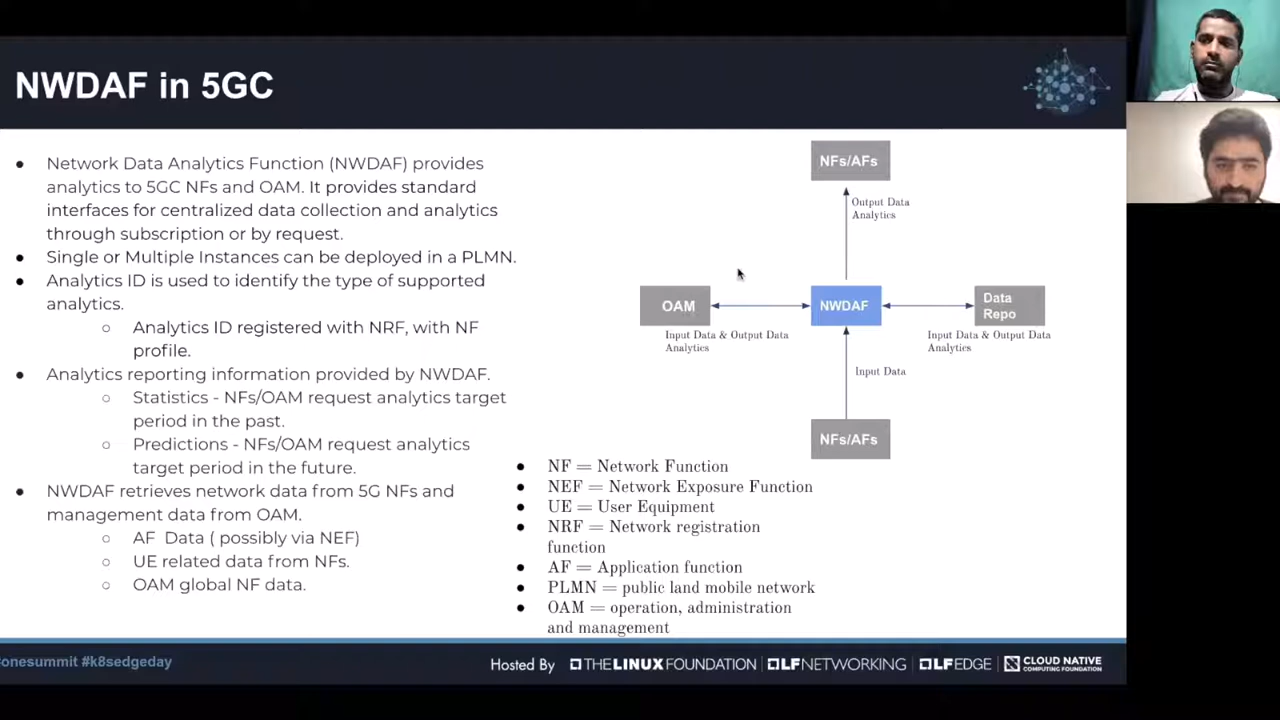 NWDAF in 5GC
● Network Data Analytics Function (NWDAF) provides
analytics to 5GC NFs and OAM. It provides standard
interfaces for centralized data collection and analytics
through subscription or by request.
● Single or Multiple Instances can be deployed in a PLMN.
● Analytics ID is used to identify the type of supported
analytics.
○ Analytics ID registered with NRF, with NF
profile.
● Analytics reporting information provided by NWDAF.
○ Statistics - NFs/OAM request analytics target
period in the past.
○ Predictions - NFs/OAM request analytics
target period in the future.
● NWDAF retrieves network data from 5G NFs and
management data from OAM.
○ AF Data ( possibly via NEF)
○ UE related data from NFs.
○ OAM global NF data.
NFs/AFs
Output Data
Analytics
OAM
NWDAF
Data
Repo
Input Data & Output Data
Analytics
Input Data & Output Data
Analytics
Input Data
NFs/AFs
● NF = Network Function
● NEF = Network Exposure Function
● UE = User Equipment
● NRF = Network registration
function
● AF = Application function
● PLMN = public land mobile network
● OAM = operation, administration
and management
onesummit #k8sedgeday
Hosted By
THE LINUX FOUNDATION
LF NETWORKING
LF EDGE
CLOUD NATIVE
COMPUTING FOUNDATION